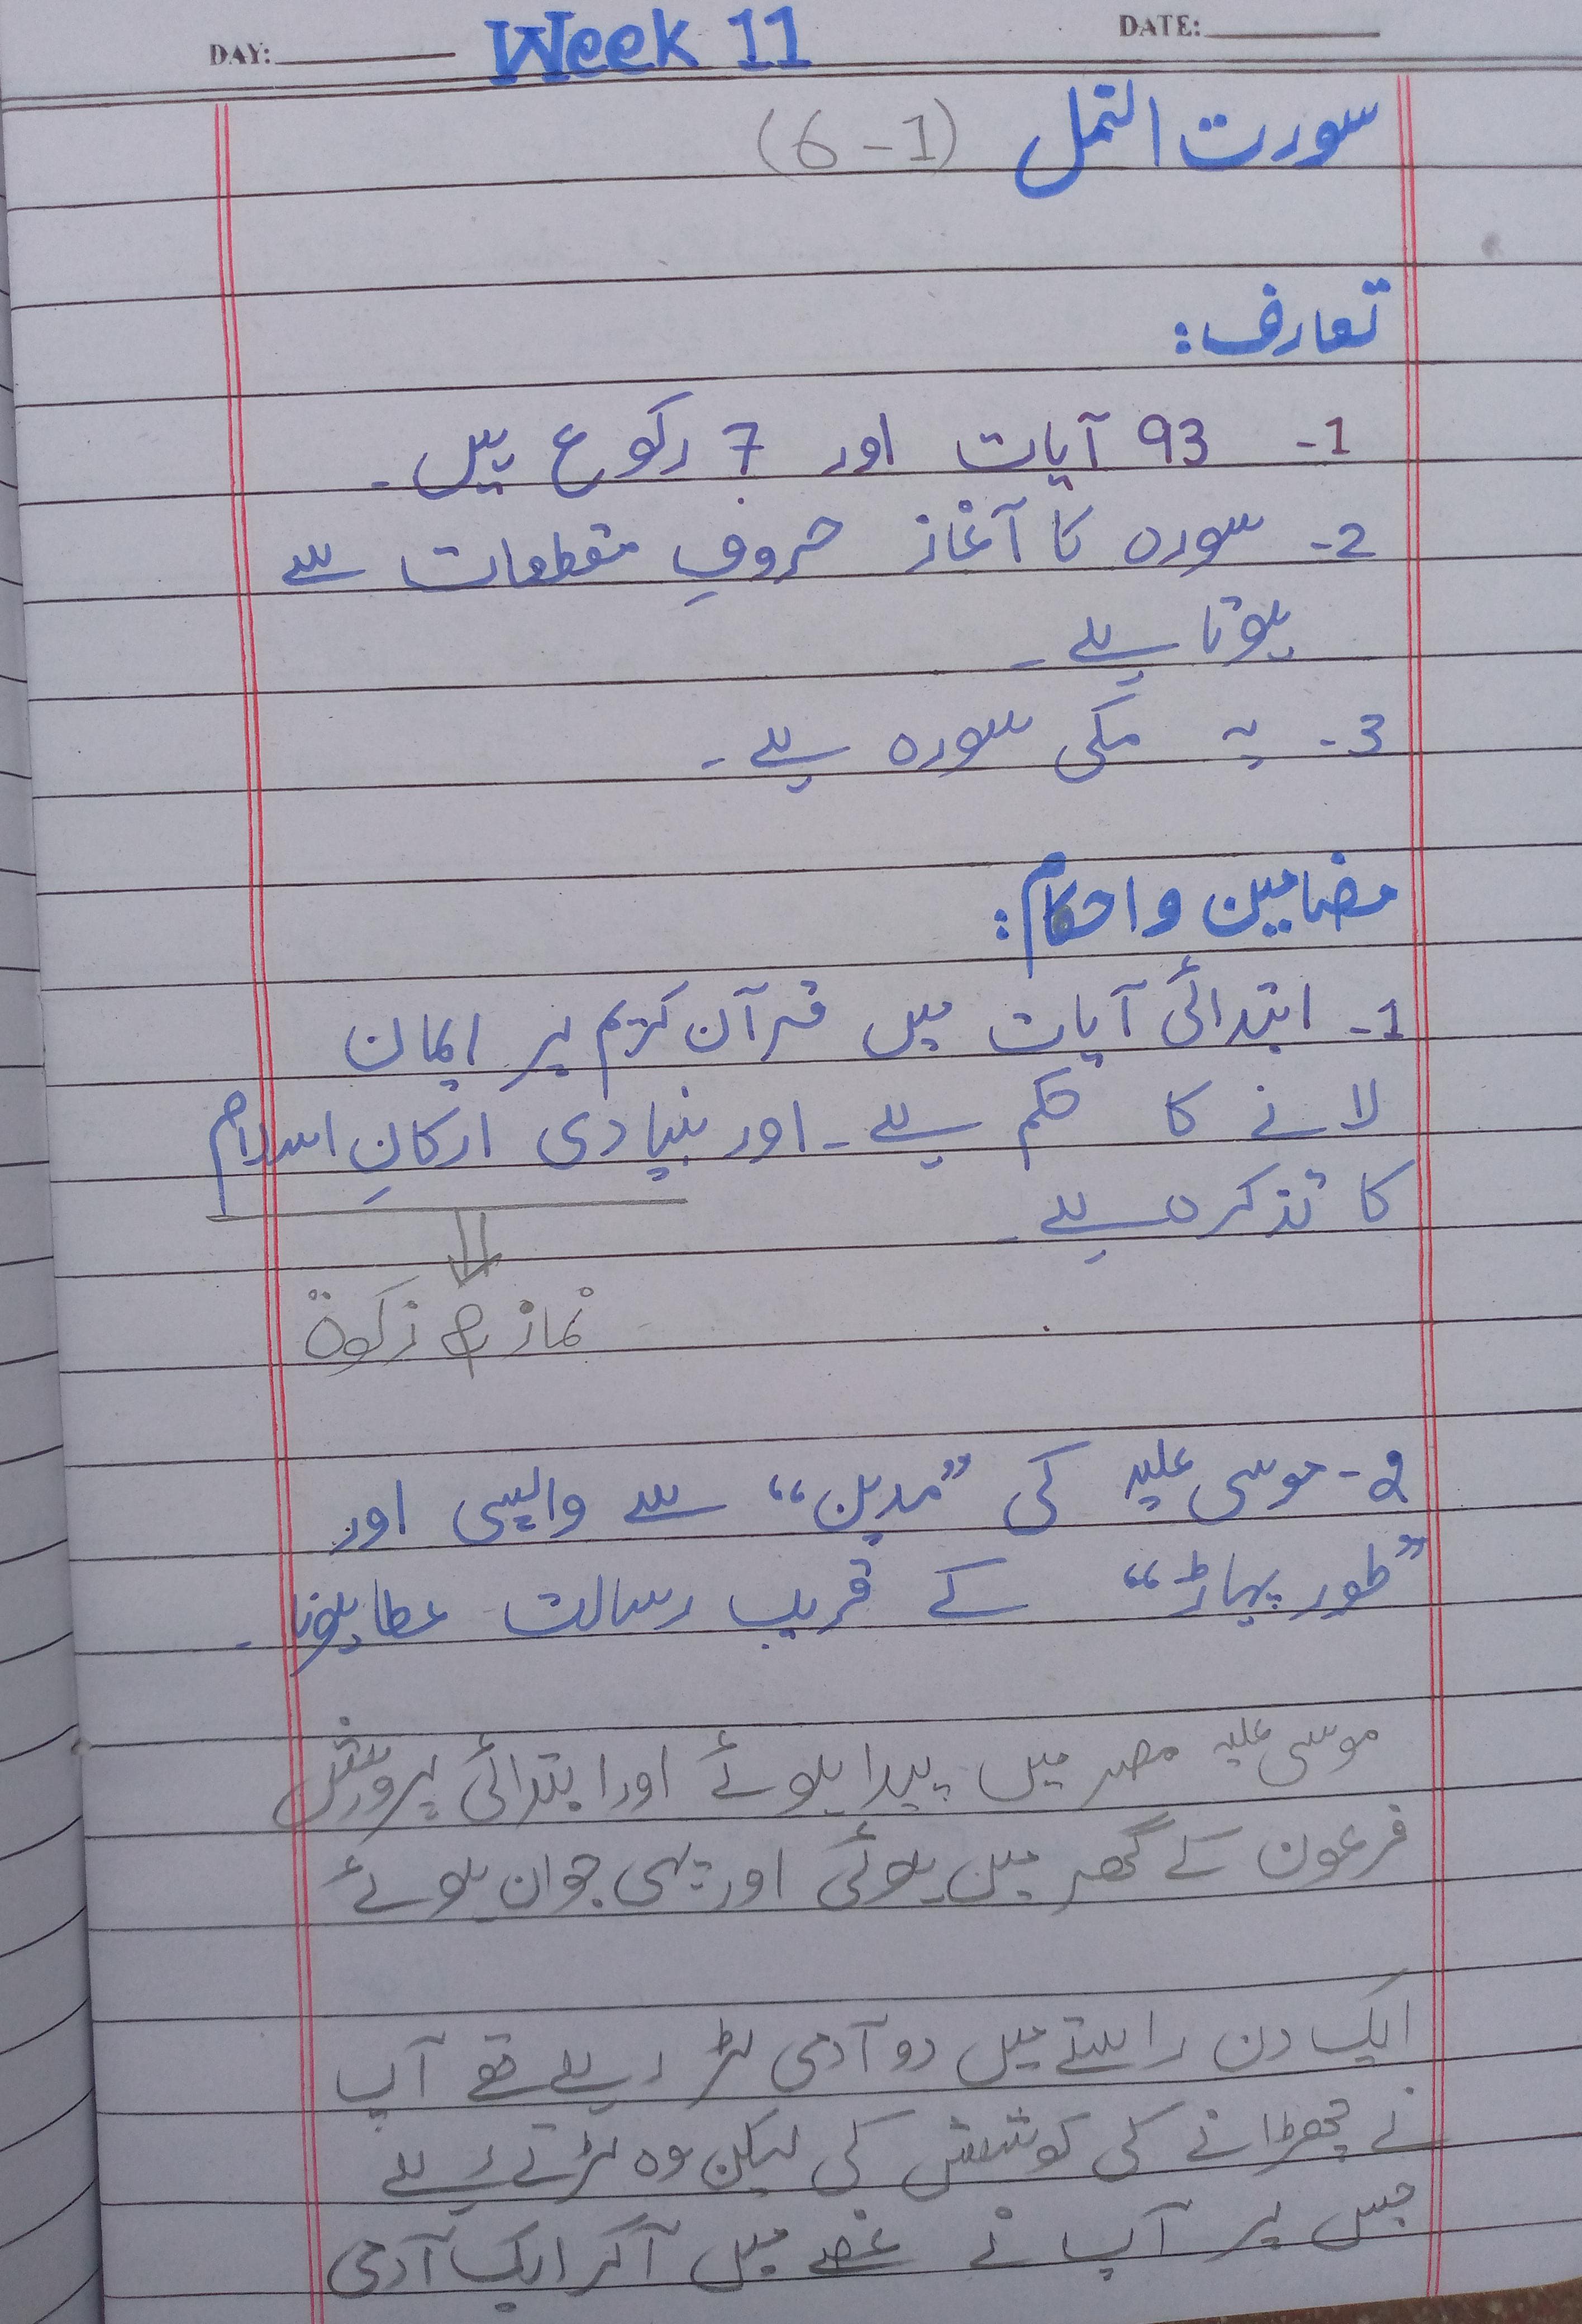 DAY: Week 11 DATE:
سورت النمل (1-6)
تعارف:
1- 93 آیات اور 7 رکوع ہیں۔
2- سورہ کا آغاز حروفِ مقطعات سے
ہوتا ہے۔
3- یہ مکی سورہ ہے۔
مضامین و احکام:
1- ابتدائی آیات میں قرآن کریم پر ایمان
لانے کا حکم ہے۔ اور بنیادی ارکانِ اسلام
کا تذکرہ ہے۔
نماز & زکوۃ
2- موسی علیہ کی ”مدین“ سے واپسی اور
”طور پہاڑ“ کے قریب رسالت عطا ہونا۔
موسی علیہ مصر میں پیدا ہوئے اور ابتدائی پرورش
فرعون کے گھر میں ہوئی اور یہی جوان ہوئے
ایک دن راستے میں دو آدمی لڑ رہے تھے آپ
نے چھڑانے کی کوشش کی لیکن وہ لڑتے رہے
جس پر آپ نے غصے میں آکر ایک آدمی